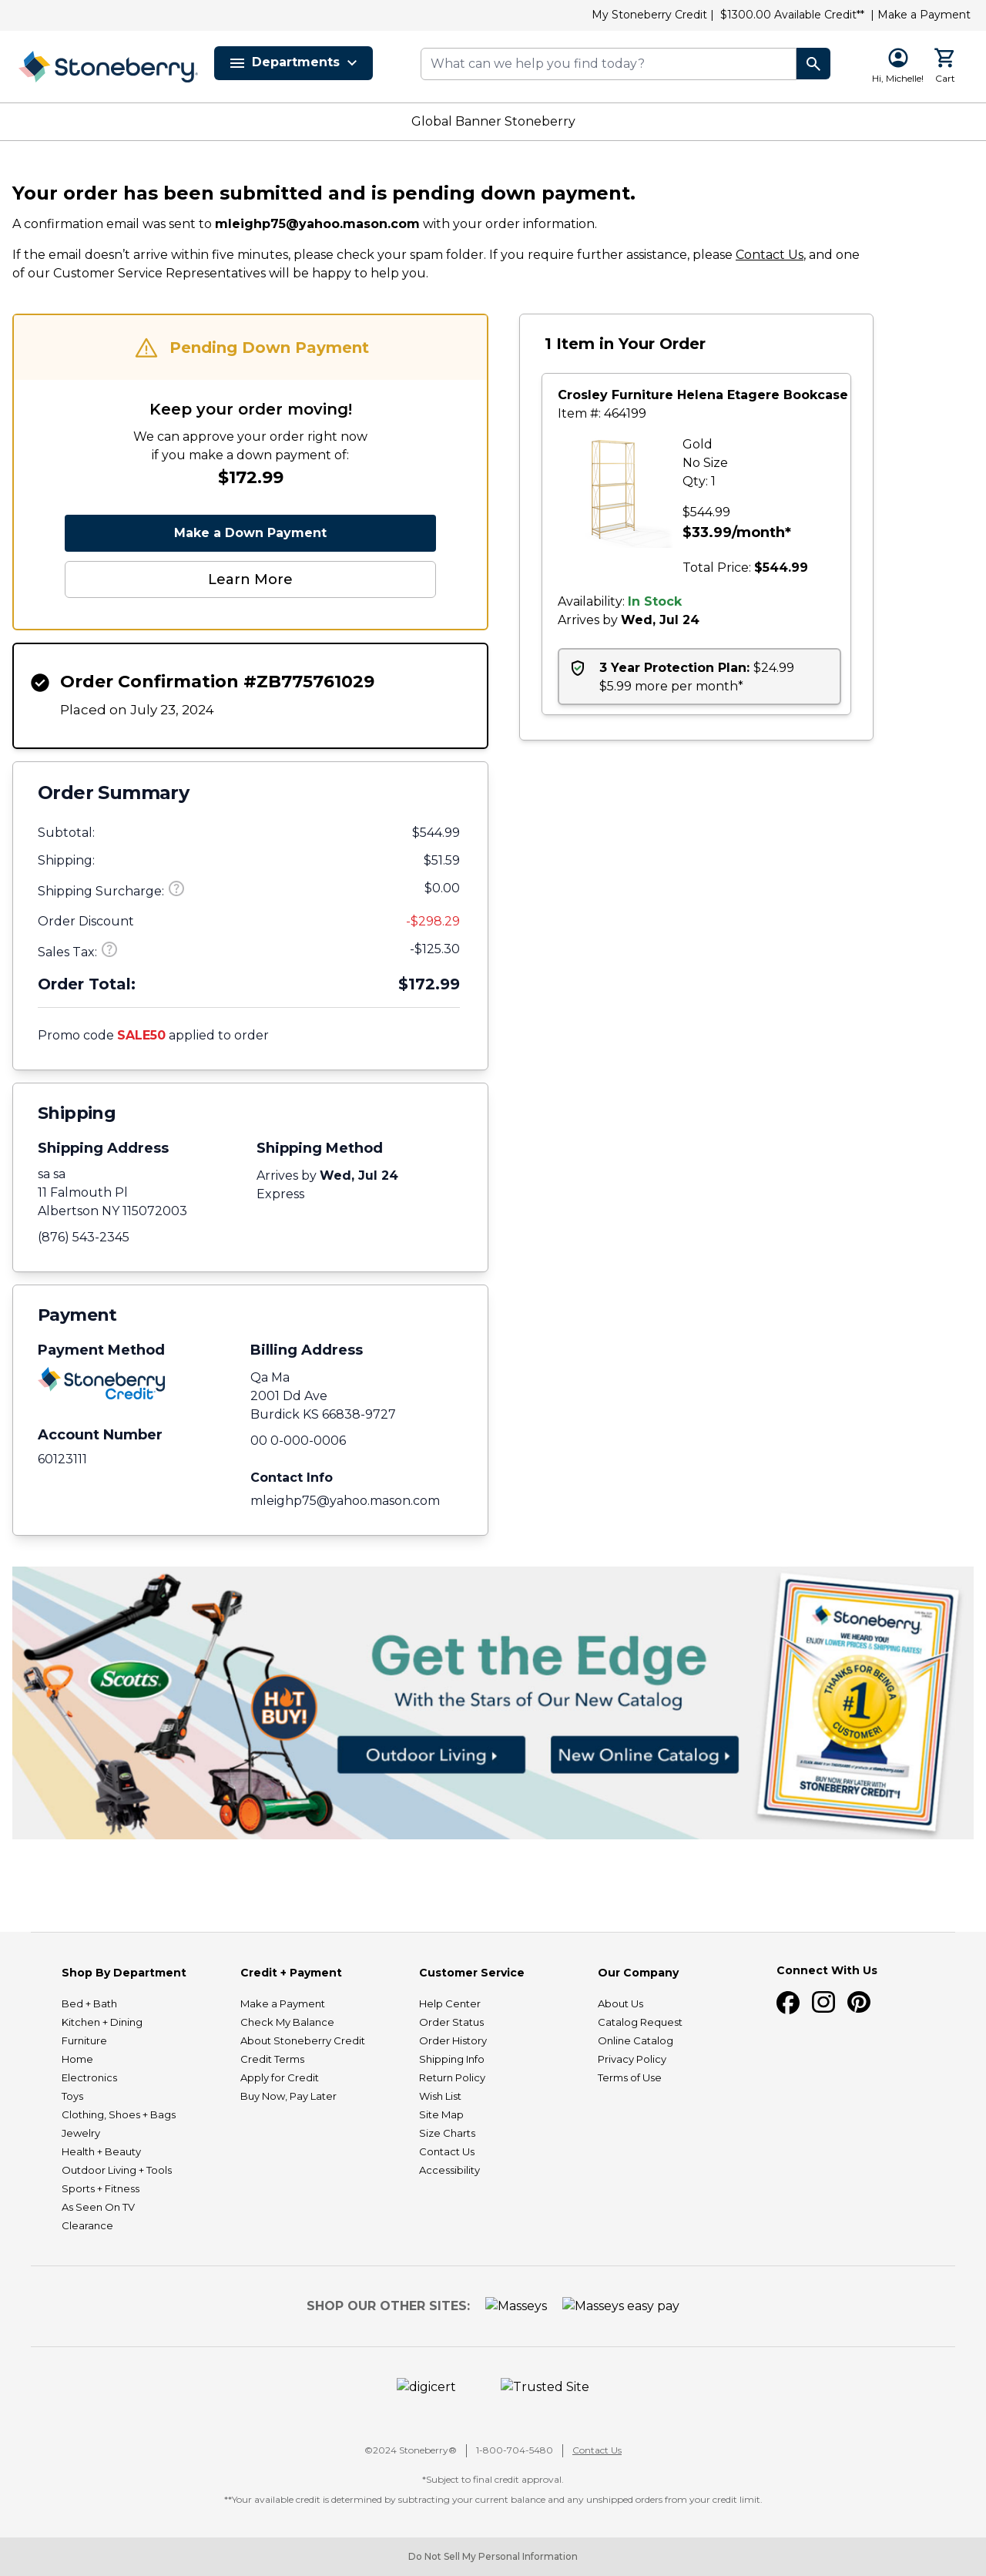 My Stoneberry Credit | $1300.00 Available Credit** | Make a Payment
Stoneberry.
Departments
What can we help you find today?
Hi, Michelle!
Cart
Global Banner Stoneberry
Your order has been submitted and is pending down payment.
A confirmation email was sent to mleighp75@yahoo.mason.com with your order information.
If the email doesn’t arrive within five minutes, please check your spam folder. If you require further assistance, please Contact Us, and one
of our Customer Service Representatives will be happy to help you.
Pending Down Payment
Keep your order moving!
We can approve your order right now
if you make a down payment of:
$172.99
Make a Down Payment
Learn More
Order Confirmation #ZB775761029
Placed on July 23, 2024
Order Summary
Subtotal: $544.99
Shipping: $51.59
Shipping Surcharge: ? $0.00
Order Discount -$298.29
Sales Tax: ? -$125.30
Order Total: $172.99
Promo code SALE50 applied to order
Shipping
Shipping Address
sa sa
11 Falmouth Pl
Albertson NY 115072003
(876) 543-2345
Shipping Method
Arrives by Wed, Jul 24
Express
Payment
Payment Method
Stoneberry
Credit
Account Number
60123111
Billing Address
Qa Ma
2001 Dd Ave
Burdick KS 66838-9727
00 0-000-0006
Contact Info
mleighp75@yahoo.mason.com
1 Item in Your Order
Crosley Furniture Helena Etagere Bookcase
Item #: 464199
Gold
No Size
Qty: 1
$544.99
$33.99/month*
Total Price: $544.99
Availability: In Stock
Arrives by Wed, Jul 24
3 Year Protection Plan: $24.99
$5.99 more per month*
Scotts
HOT
BUY!
Get the Edge
With the Stars of Our New Catalog
Outdoor Living
New Online Catalog
Stoneberry.
WE HEARD YOU!
ENJOY LOWER PRICES & SHIPPING RATES!
THANKS FOR BEING A
#1
CUSTOMER!
BUY NOW, PAY LATER WITH
STONEBERRY CREDIT!
Shop By Department
Bed + Bath
Kitchen + Dining
Furniture
Home
Electronics
Toys
Clothing, Shoes + Bags
Jewelry
Health + Beauty
Outdoor Living + Tools
Sports + Fitness
As Seen On TV
Clearance
Credit + Payment
Make a Payment
Check My Balance
About Stoneberry Credit
Credit Terms
Apply for Credit
Buy Now, Pay Later
Customer Service
Help Center
Order Status
Order History
Shipping Info
Return Policy
Wish List
Site Map
Size Charts
Contact Us
Accessibility
Our Company
About Us
Catalog Request
Online Catalog
Privacy Policy
Terms of Use
Connect With Us
SHOP OUR OTHER SITES: Masseys Masseys easy pay
digicert Trusted Site
©2024 Stoneberry® | 1-800-704-5480 | Contact Us
*Subject to final credit approval.
**Your available credit is determined by subtracting your current balance and any unshipped orders from your credit limit.
Do Not Sell My Personal Information